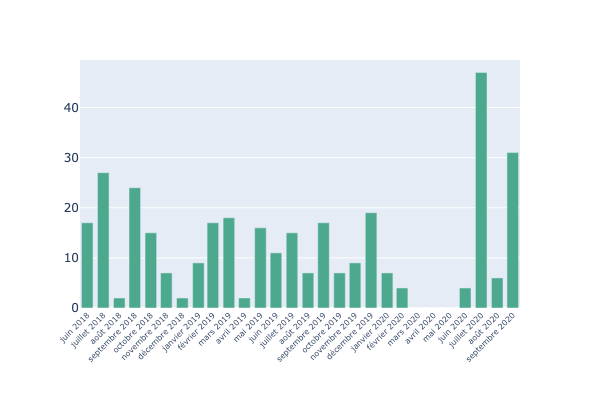 40
30
20
10
0
juin 2018
juillet 2018
août 2018
septembre 2018
octobre 2018
novembre 2018
décembre 2018
janvier 2019
février 2019
mars 2019
avril 2019
mai 2019
juin 2019
juillet 2019
août 2019
septembre 2019
octobre 2019
novembre 2019
décembre 2019
janvier 2020
février 2020
mars 2020
avril 2020
mai 2020
juin 2020
juillet 2020
août 2020
septembre 2020